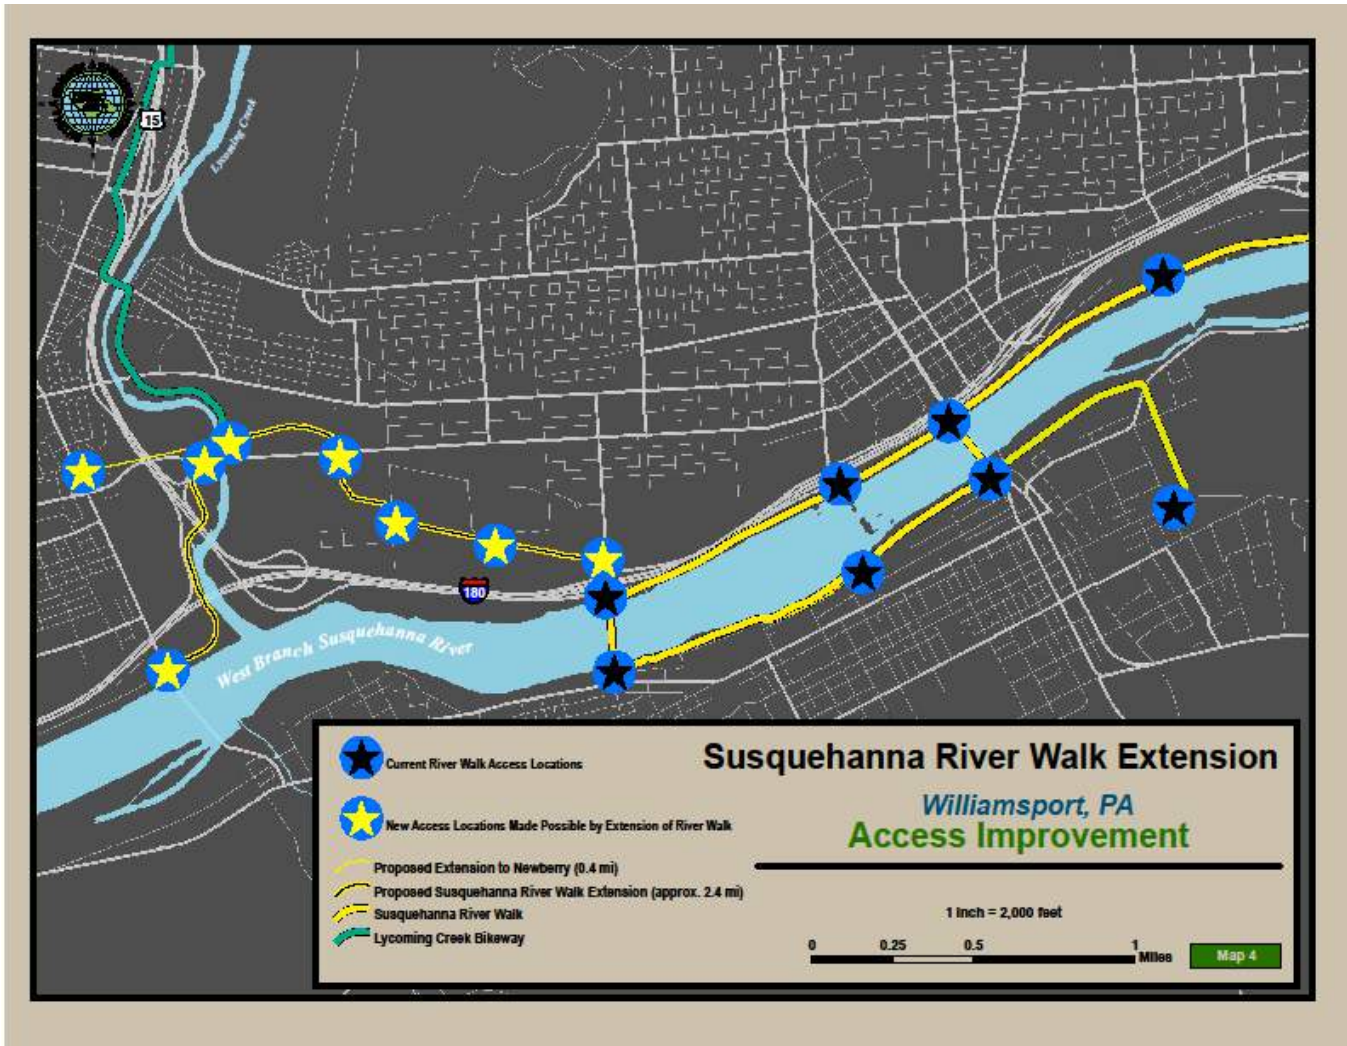 15
Lycoming Creek
180
West Branch Susquehanna River
Current River Walk Access Locations
New Access Locations Made Possible by Extension of River Walk
Proposed Extension to Newberry (0.4 mi)
Proposed Susquehanna River Walk Extension (approx. 2.4 mi)
Susquehanna River Walk
Lycoming Creek Bikeway
Susquehanna River Walk Extension
Williamsport, PA
Access Improvement
1 inch = 2,000 feet
0 0.25 0.5 1
Miles
Map 4